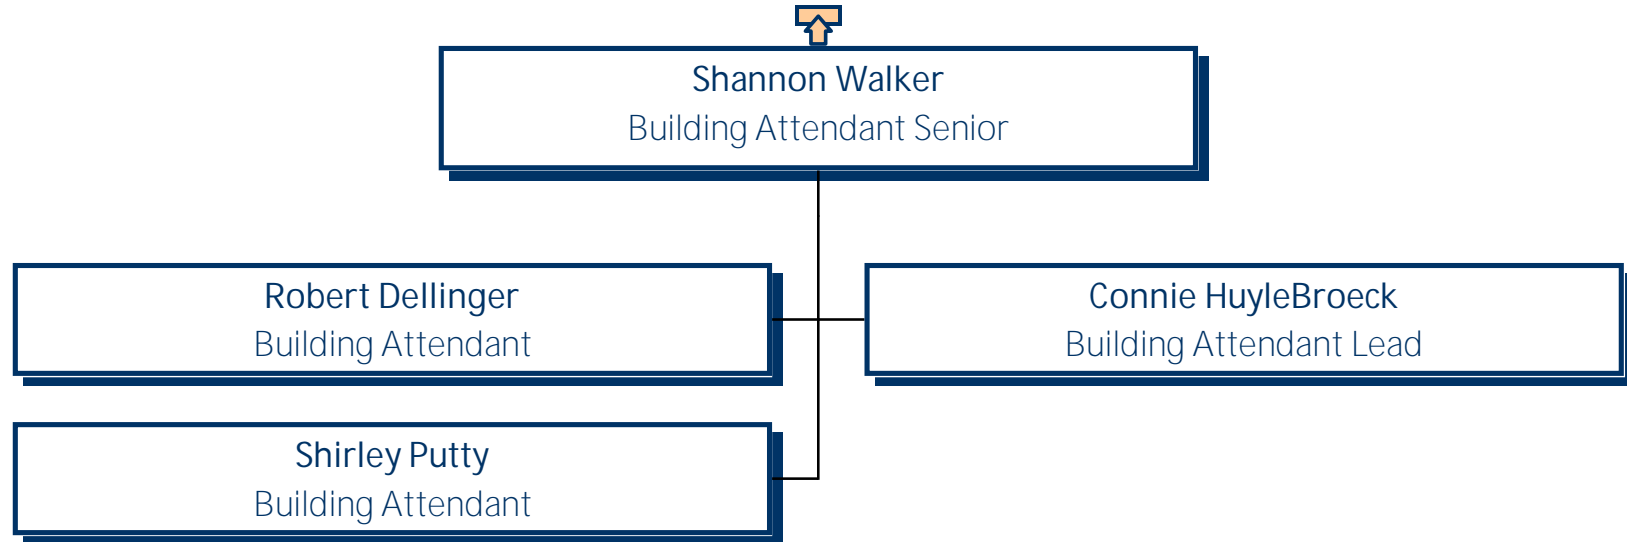 Shannon Walker
Building Attendant Senior
Robert Dellinger
Building Attendant
Connie HuyleBroeck
Building Attendant Lead
Shirley Putty
Building Attendant